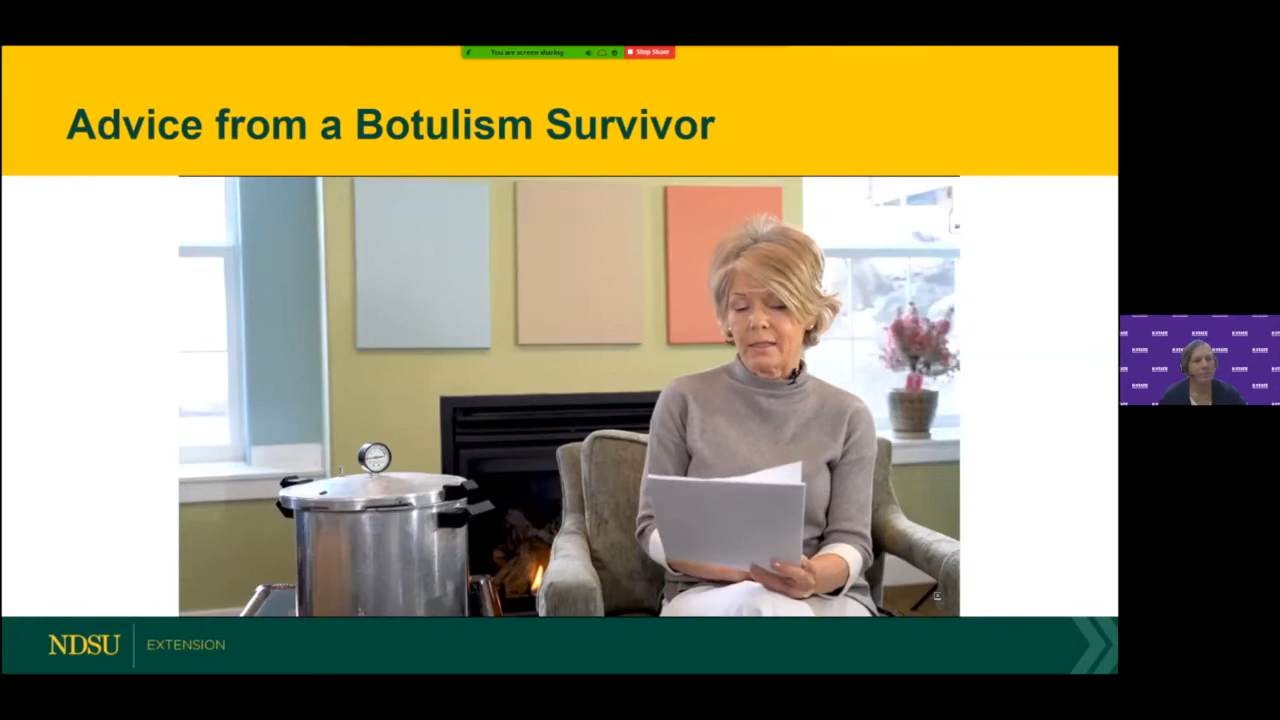 You are screen sharing
Stop Share
Advice from a Botulism Survivor
NDSU
EXTENSION